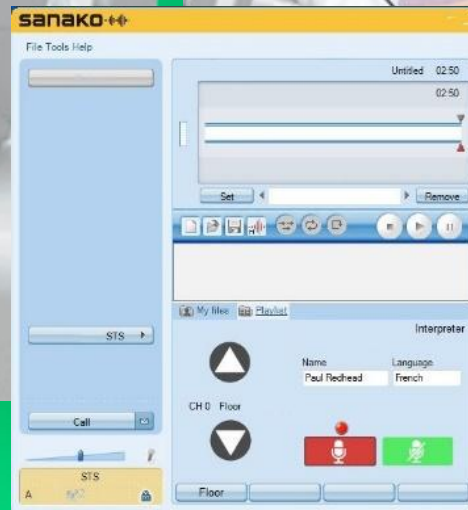 sanako
File Tools Help
Untitled 02:50
02:50
Set
Remove
STS
My files Playlist
Interpreter
Name Language
Paul Redhead French
CH 0 Floor
Call
STS
A
Floor